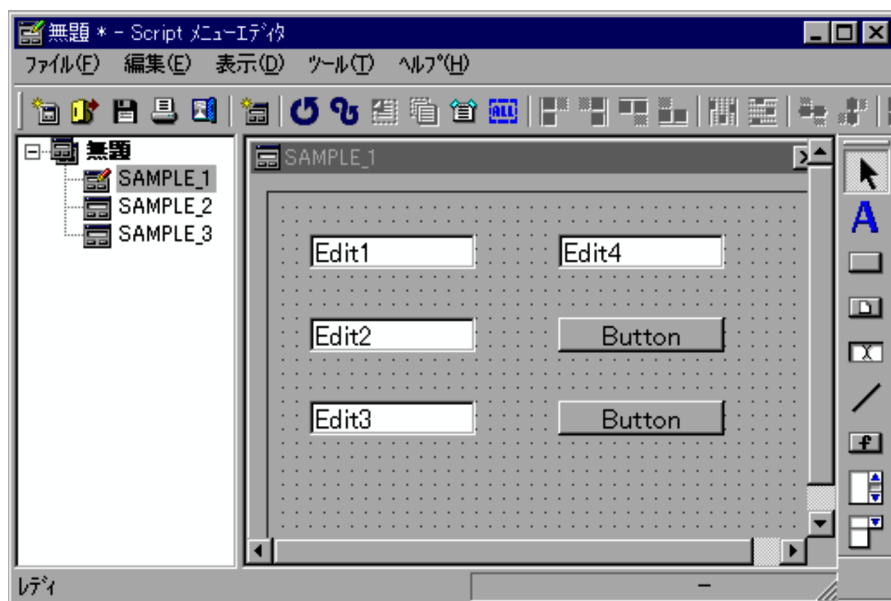 無題 * - Script ﾒﾆｭｰｴﾃﾞｨﾀ
ﾌｧｲﾙ(F) 編集(E) 表示(D) ﾂｰﾙ(T) ﾍﾙﾌﾟ(H)
ALL
無題
SAMPLE_1
SAMPLE_2
SAMPLE_3
SAMPLE_1
Edit1 Edit4
Edit2 Button
Edit3 Button
A
f
ﾚﾃﾞｨ